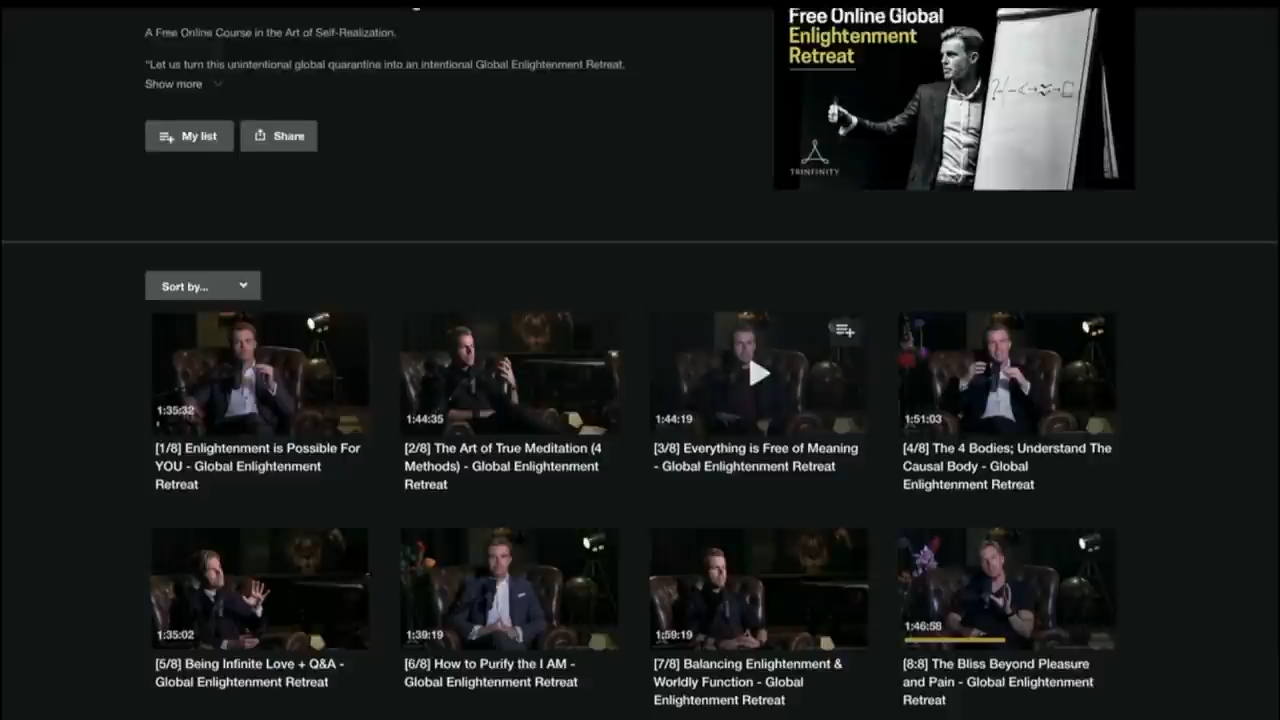 A Free Online Course in the Art of Self-Realization.
"Let us turn this unintentional global quarantine into an intentional Global Enlightenment Retreat.
Show more
My list
Share
Free Online Global
Enlightenment
Retreat
TRINFINITY
Sort by...
1:35:32
[1/8] Enlightenment is Possible For
YOU - Global Enlightenment
Retreat
1:44:35
[2/8] The Art of True Meditation (4
Methods) - Global Enlightenment
Retreat
1:44:19
[3/8] Everything is Free of Meaning
- Global Enlightenment Retreat
1:51:03
[4/8] The 4 Bodies; Understand The
Causal Body - Global
Enlightenment Retreat
1:35:02
[5/8] Being Infinite Love + Q&A -
Global Enlightenment Retreat
1:39:19
[6/8] How to Purify the I AM -
Global Enlightenment Retreat
1:59:19
[7/8] Balancing Enlightenment &
Worldly Function - Global
Enlightenment Retreat
1:46:58
[8:8] The Bliss Beyond Pleasure
and Pain - Global Enlightenment
Retreat